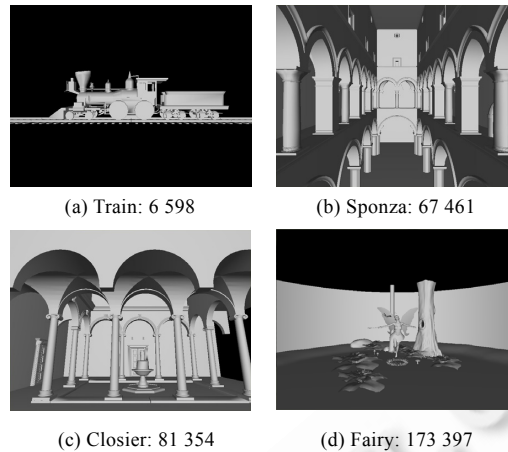 (a) Train: 6 598
(b) Sponza: 67 461
(c) Closier: 81 354
(d) Fairy: 173 397